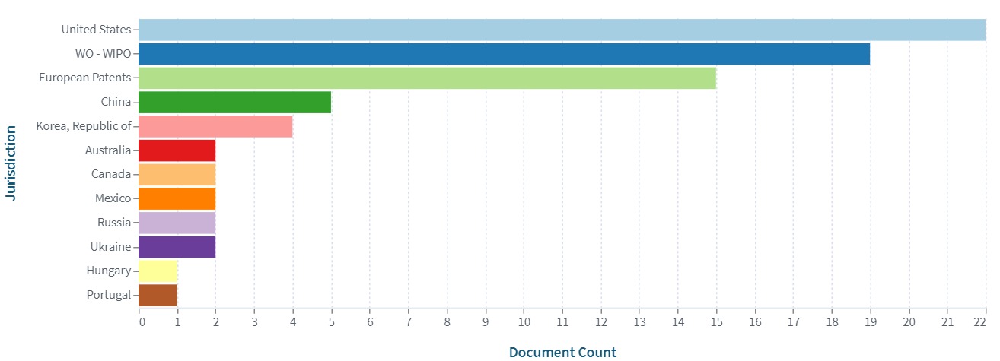 Jurisdiction
United States
WO - WIPO
European Patents
China
Korea, Republic of
Australia
Canada
Mexico
Russia
Ukraine
Hungary
Portugal
0 1 2 3 4 5 6 7 8 9 10 11 12 13 14 15 16 17 18 19 20 21 22
Document Count